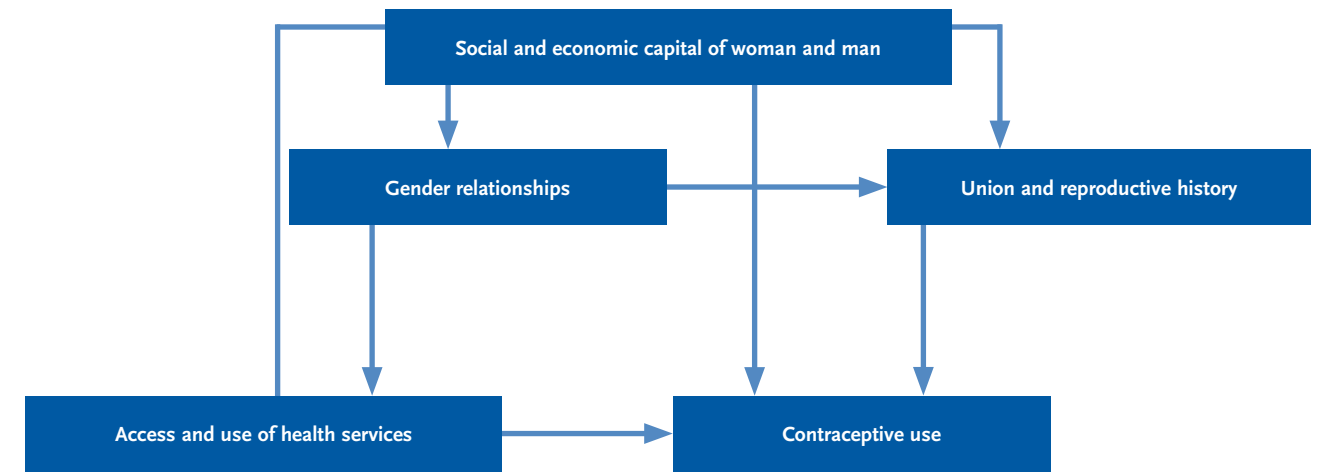 Social and economic capital of woman and man
Gender relationships
Union and reproductive history
Access and use of health services
Contraceptive use